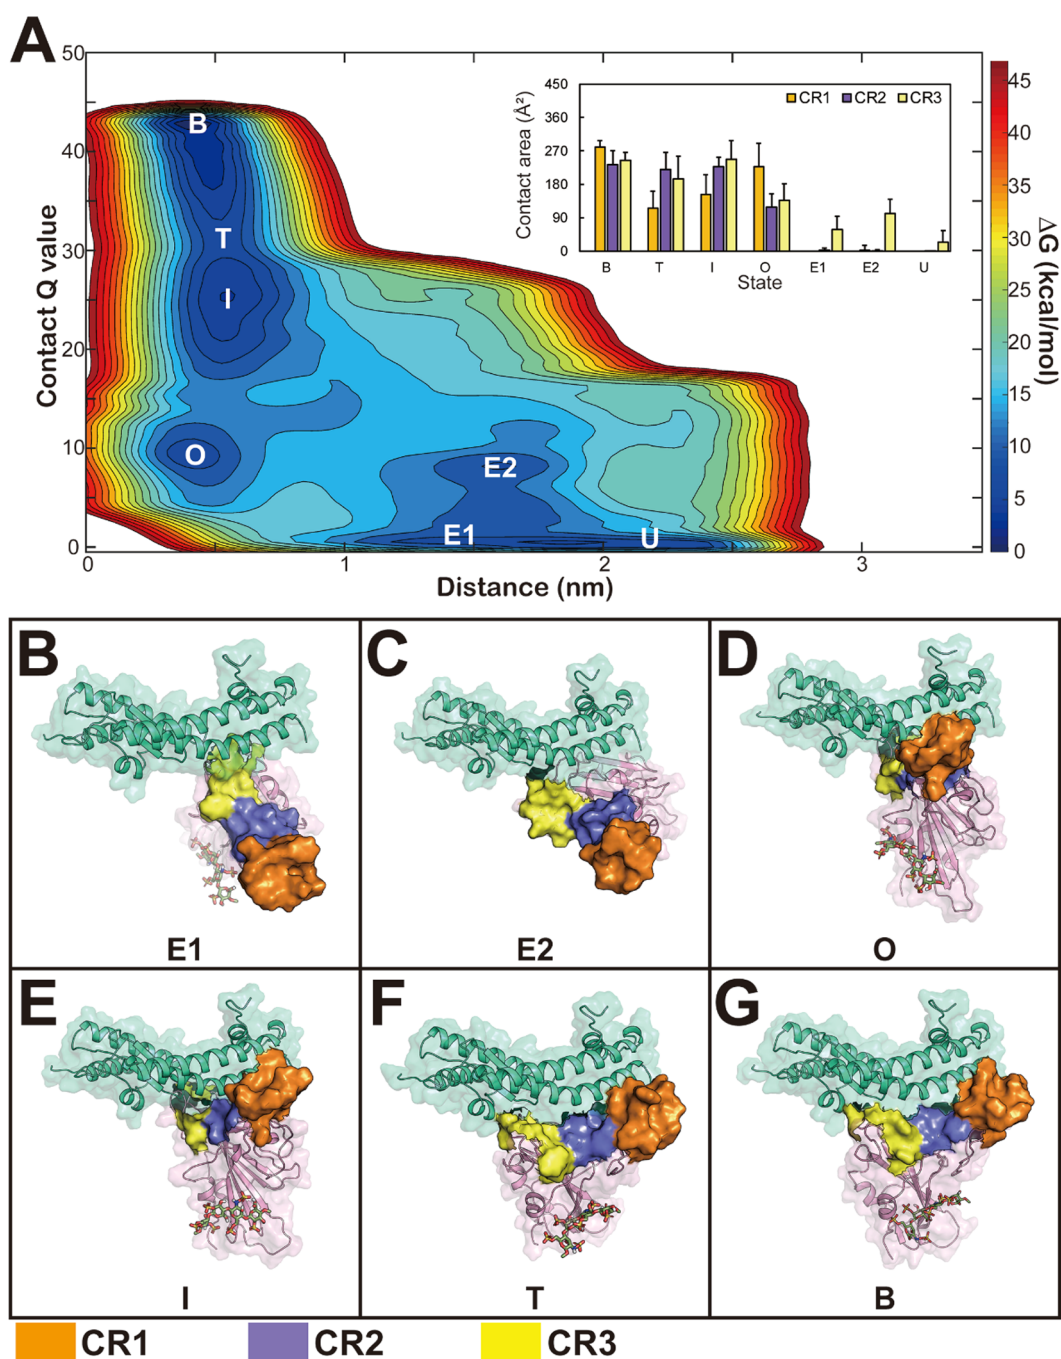 A
50
40
30
20
10
0
Contact Q value
0
1
2
3
Distance (nm)
B
T
I
O
E2
E1
U
450
360
270
180
90
0
Contact area (Å²)
CR1 CR2 CR3
B T I O E1 E2 U
State
45
40
35
30
25
20
15
10
5
0
ΔG (kcal/mol)
B C D
E1 E2 O
E F G
I T B
CR1 CR2 CR3